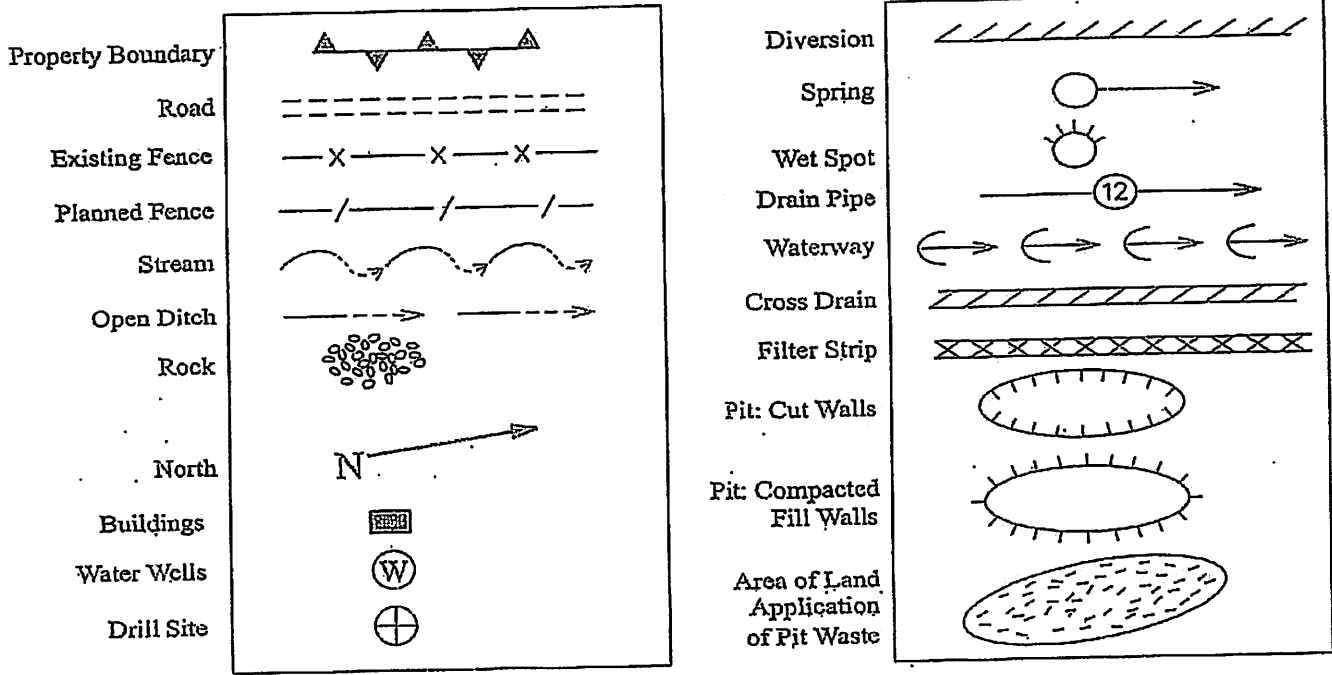 Property Boundary
Road
Existing Fence
Planned Fence
Stream
Open Ditch
Rock
North
N
Buildings
Water Wells
W
Drill Site
Diversion
Spring
Wet Spot
Drain Pipe
12
Waterway
Cross Drain
Filter Strip
Pit: Cut Walls
Pit: Compacted
Fill Walls
Area of Land
Application
of Pit Waste